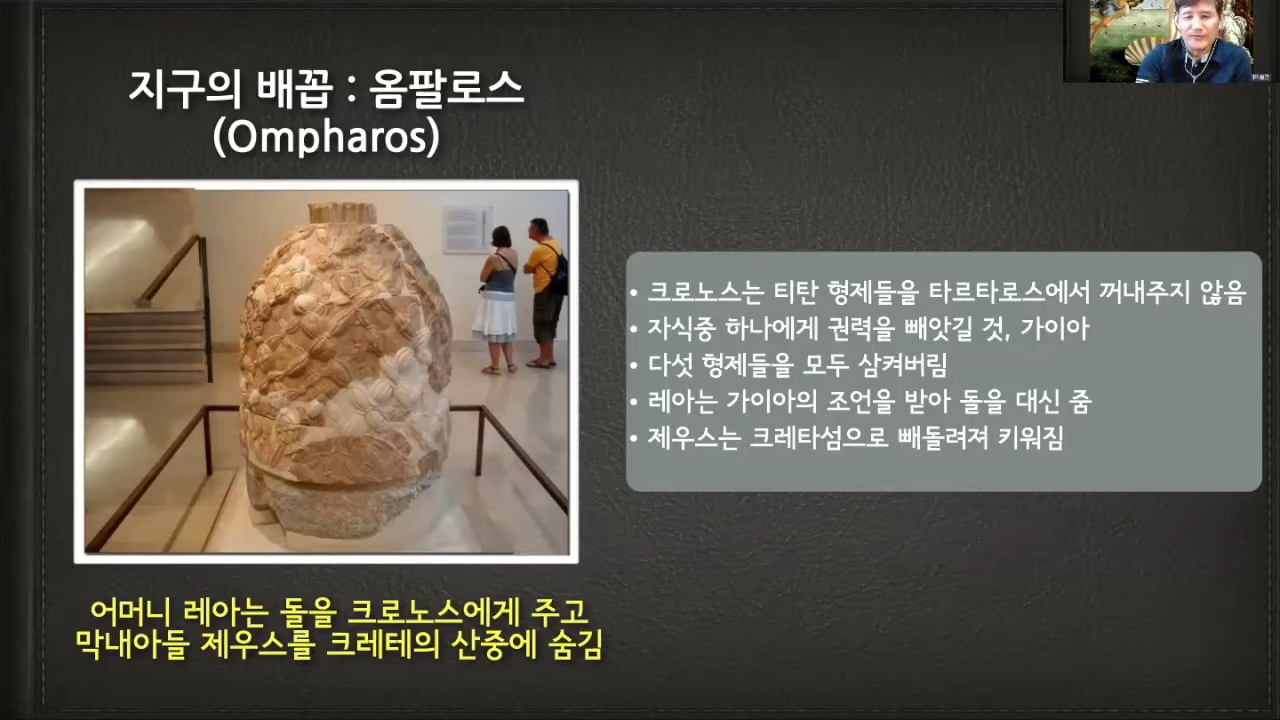 지구의 배꼽 : 옴팔로스
(Ompharos)
• 크로노스는 티탄 형제들을 타르타로스에서 꺼내주지 않음
• 자식중 하나에게 권력을 빼앗길 것, 가이아
• 다섯 형제들을 모두 삼켜버림
• 레아는 가이아의 조언을 받아 돌을 대신 줌
• 제우스는 크레타섬으로 빼돌려져 키워짐
어머니 레아는 돌을 크로노스에게 주고
막내아들 제우스를 크레테의 산중에 숨김